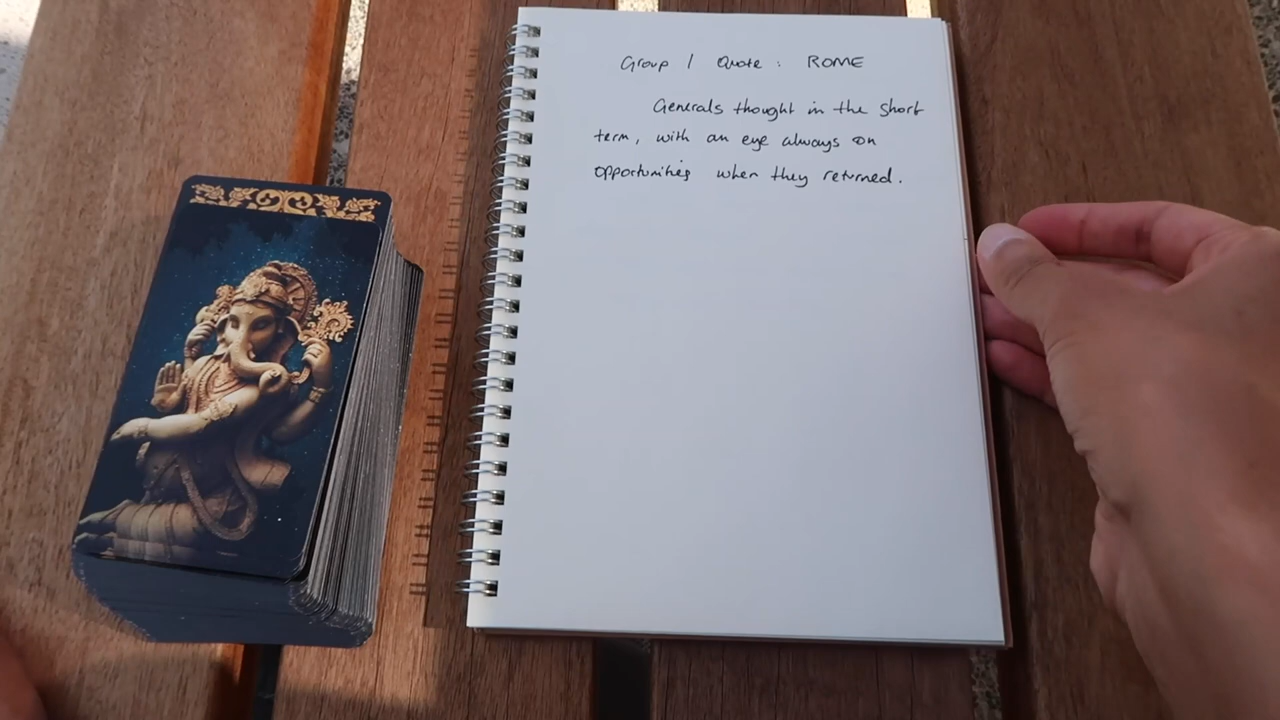 Group 1 Quote : ROME
Generals thought in the short
term, with an eye always on
opportunities when they returned.